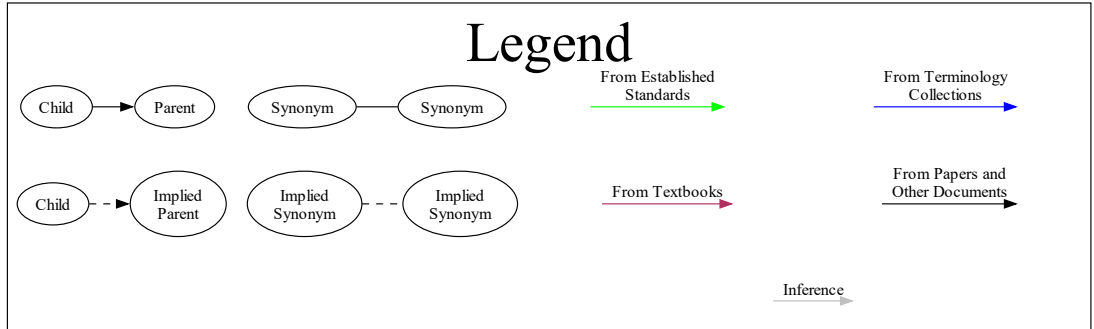 Legend
Child
Parent
Synonym
Synonym
From Established
Standards
From Terminology
Collections
Child
Implied
Parent
Implied
Synonym
Implied
Synonym
From Textbooks
From Papers and
Other Documents
Inference